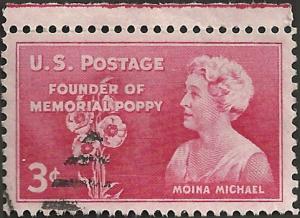 U.S. POSTAGE
FOUNDER OF
MEMORIAL POPPY
3¢
MOINA MICHAEL